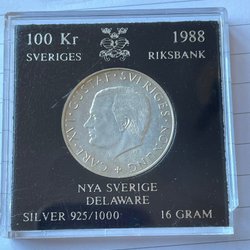 100 Kr
SVERIGES
1988
RIKSBANK
CARL XVI GUSTAF · SVERIGES KONUNG
NYA SVERIGE
DELAWARE
SILVER 925/1000
16 GRAM